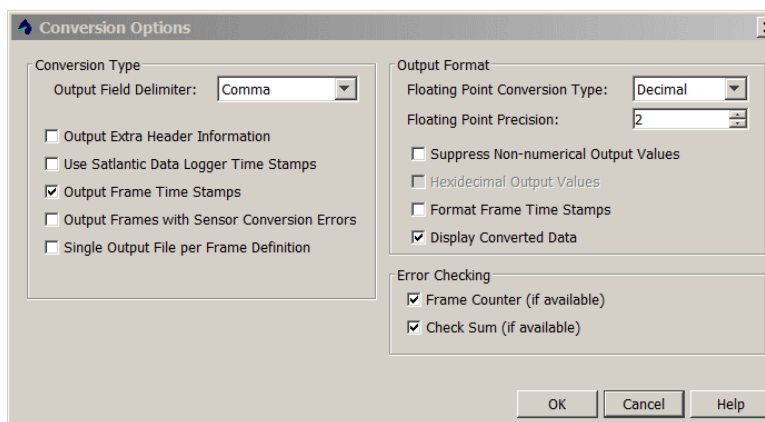 Conversion Options
Conversion Type
Output Field Delimiter: Comma
Output Extra Header Information
Use Satlantic Data Logger Time Stamps
Output Frame Time Stamps
Output Frames with Sensor Conversion Errors
Single Output File per Frame Definition
Output Format
Floating Point Conversion Type: Decimal
Floating Point Precision: 2
Suppress Non-numerical Output Values
Hexidecimal Output Values
Format Frame Time Stamps
Display Converted Data
Error Checking
Frame Counter (if available)
Check Sum (if available)
OK Cancel Help